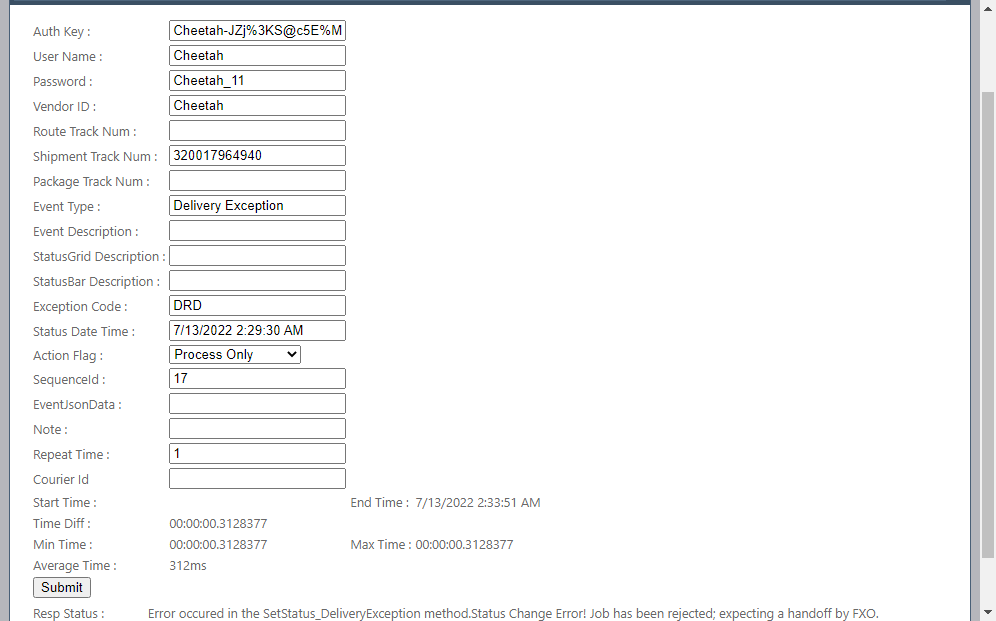 Auth Key : Cheetah-JZj%3KS@c5E%M
User Name : Cheetah
Password : Cheetah_11
Vendor ID : Cheetah
Route Track Num :
Shipment Track Num : 320017964940
Package Track Num :
Event Type : Delivery Exception
Event Description :
StatusGrid Description :
StatusBar Description :
Exception Code : DRD
Status Date Time : 7/13/2022 2:29:30 AM
Action Flag : Process Only
SequenceId : 17
EventJsonData :
Note :
Repeat Time : 1
Courier Id
Start Time : End Time : 7/13/2022 2:33:51 AM
Time Diff : 00:00:00.3128377
Min Time : 00:00:00.3128377 Max Time : 00:00:00.3128377
Average Time : 312ms
Submit
Resp Status : Error occured in the SetStatus_DeliveryException method.Status Change Error! Job has been rejected; expecting a handoff by FXO.